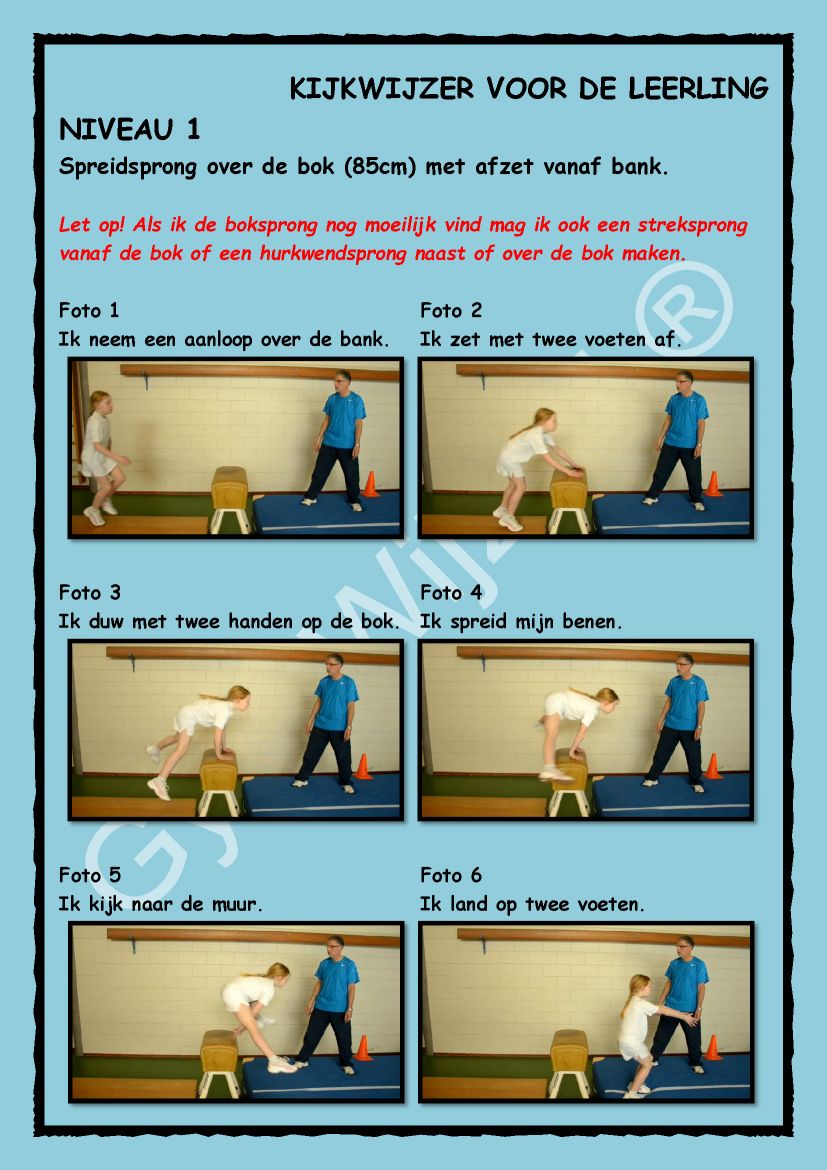 KIJKWIJZER VOOR DE LEERLING
NIVEAU 1
Spreidsprong over de bok (85cm) met afzet vanaf bank.
Let op! Als ik de boksprong nog moeilijk vind mag ik ook een streksprong
vanaf de bok of een hurkwendsprong naast of over de bok maken.
Foto 1
Ik neem een aanloop over de bank.
Foto 2
Ik zet met twee voeten af.
Foto 3
Ik duw met twee handen op de bok.
Foto 4
Ik spreid mijn benen.
Foto 5
Ik kijk naar de muur.
Foto 6
Ik land op twee voeten.